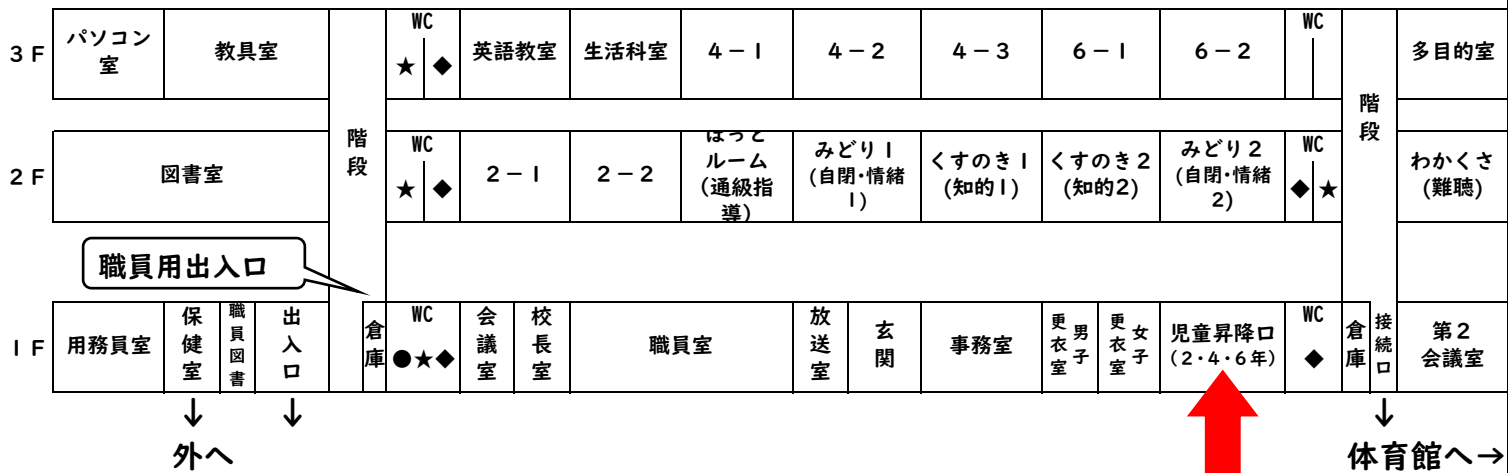 3F
パソコン
室
教具室
WC
★
◆
英語教室
生活科室
4-1
4-2
4-3
6-1
6-2
WC
多目的室
階
段
階
段
2F
図書室
WC
★
◆
2-1
2-2
ほっと
ルーム
(通級指
導)
みどり1
(自閉・情緒
1)
くすのき1
(知的1)
くすのき2
(知的2)
みどり2
(自閉・情緒
2)
WC
◆
★
わかくさ
(難聴)
職員用出入口
1F
用務員室
保健室
職員図書
出入口
倉庫
WC
●★◆
会議室
校長室
職員室
放送室
玄関
事務室
男子
更衣室
女子
更衣室
児童昇降口
(2・4・6年)
WC
◆
倉庫
接続口
第2
会議室
↓
↓
↓
外へ
体育館へ→